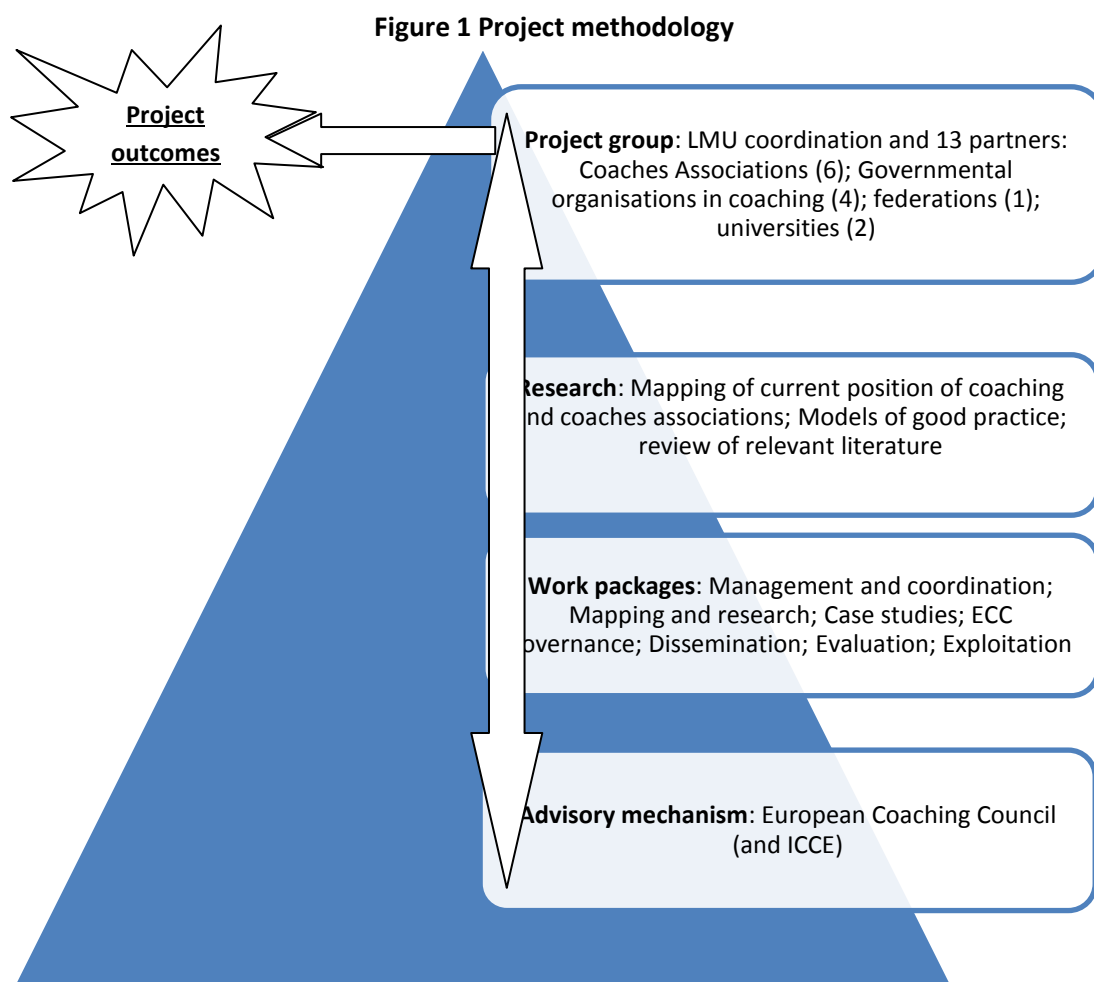 Figure 1 Project methodology
Project
outcomes
Project group: LMU coordination and 13 partners:
Coaches Associations (6); Governmental
organisations in coaching (4); federations (1);
universities (2)
Research: Mapping of current position of coaching
and coaches associations; Models of good practice;
review of relevant literature
Work packages: Management and coordination;
Mapping and research; Case studies; ECC
governance; Dissemination; Evaluation; Exploitation
Advisory mechanism: European Coaching Council
(and ICCE)